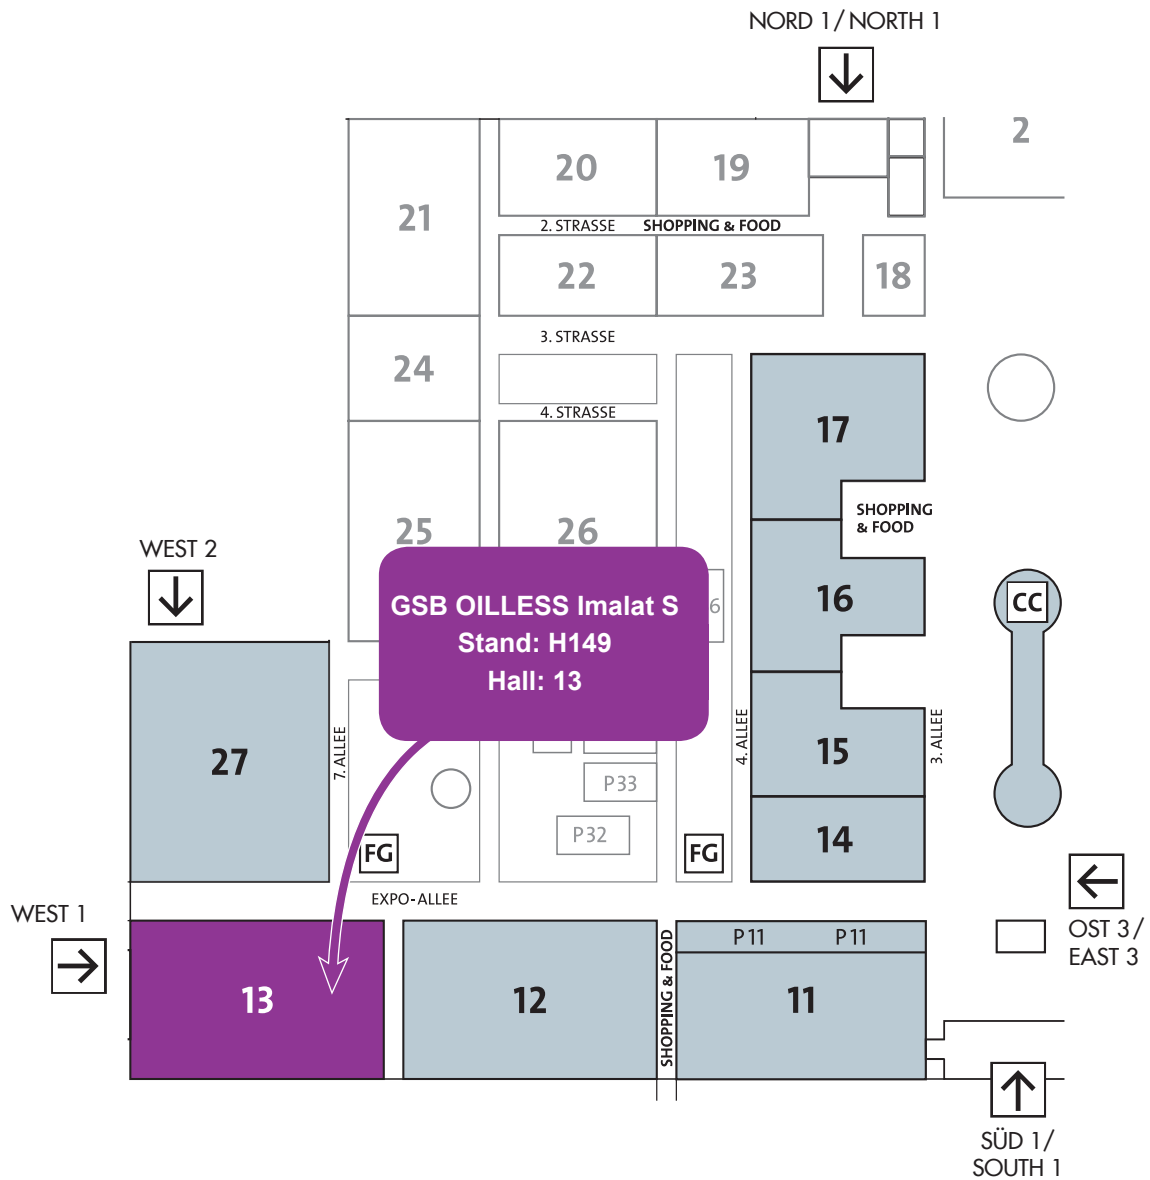 NORD 1/NORTH 1
2
20
19
21
2. STRASSE
SHOPPING & FOOD
22
23
18
3. STRASSE
24
4. STRASSE
17
25
26
SHOPPING
& FOOD
WEST 2
16
CC
6
GSB OILLESS Imalat S
Stand: H149
Hall: 13
27
7. ALLEE
4. ALLEE
3. ALLEE
15
P33
P32
14
FG
FG
EXPO-ALLEE
WEST 1
OST 3/
EAST 3
P 11
P 11
13
12
SHOPPING & FOOD
11
SÜD 1/
SOUTH 1